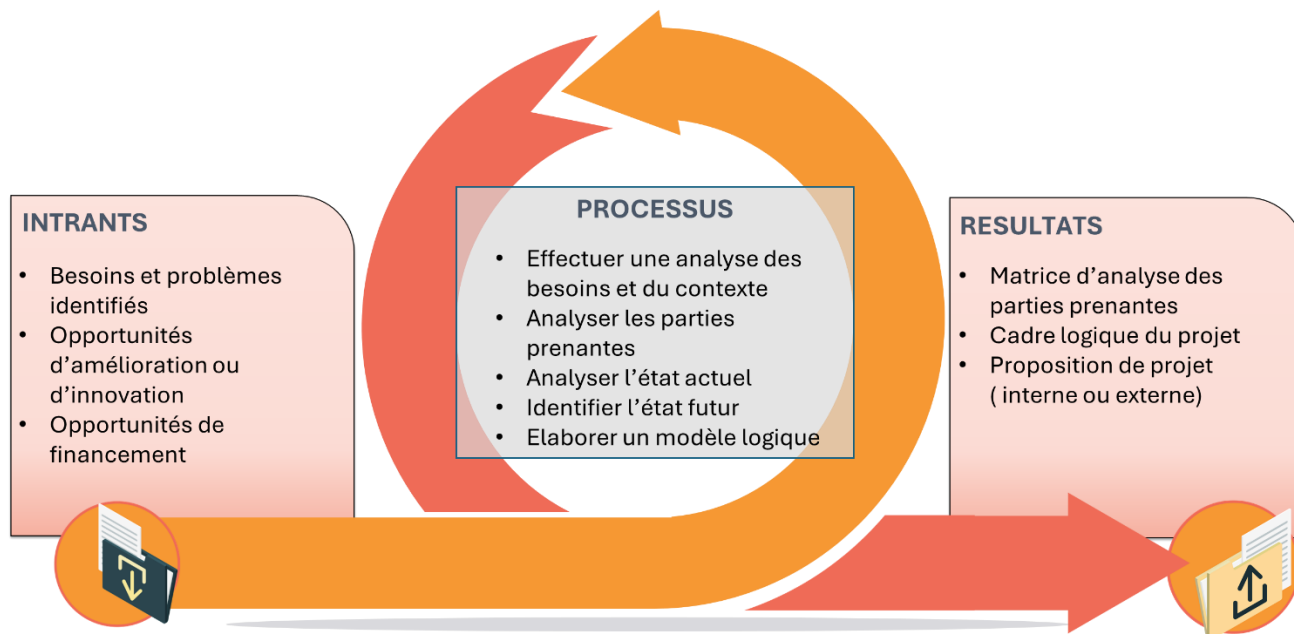 INTRANTS
• Besoins et problèmes
identifiés
• Opportunités
d'amélioration ou
d'innovation
• Opportunités de
financement
PROCESSUS
• Effectuer une analyse des
besoins et du contexte
• Analyser les parties
prenantes
• Analyser l'état actuel
• Identifier l'état futur
• Elaborer un modèle logique
RESULTATS
• Matrice d'analyse des
parties prenantes
• Cadre logique du projet
• Proposition de projet
( interne ou externe)